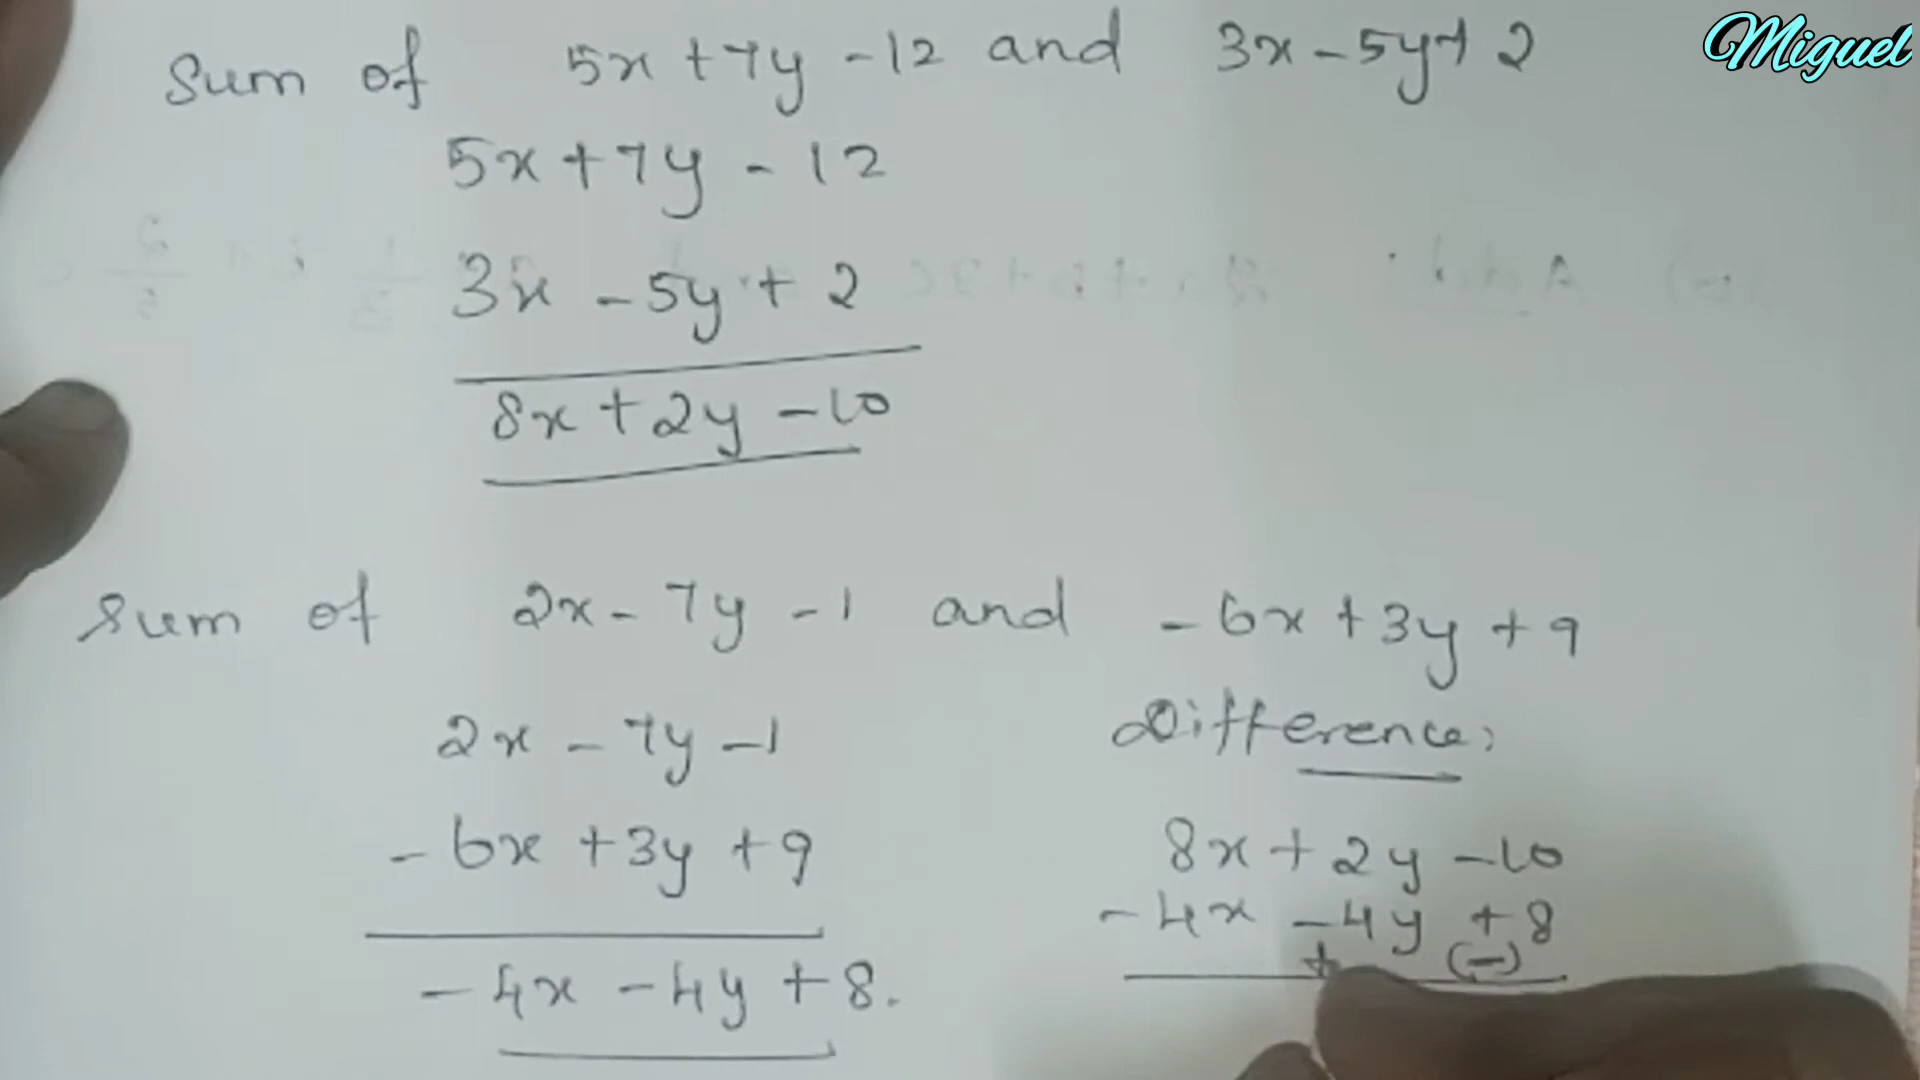 Sum of 5x + 7y - 12 and 3x - 5y + 2
Miguel
5x + 7y - 12
3x - 5y + 2
8x + 2y - 10
Sum of 2x - 7y - 1 and - 6x + 3y + 9
2x - 7y - 1
- 6x + 3y + 9
- 4x - 4y + 8.
Difference:
8x + 2y - 10
- 4x - 4y + 8
+ (-)